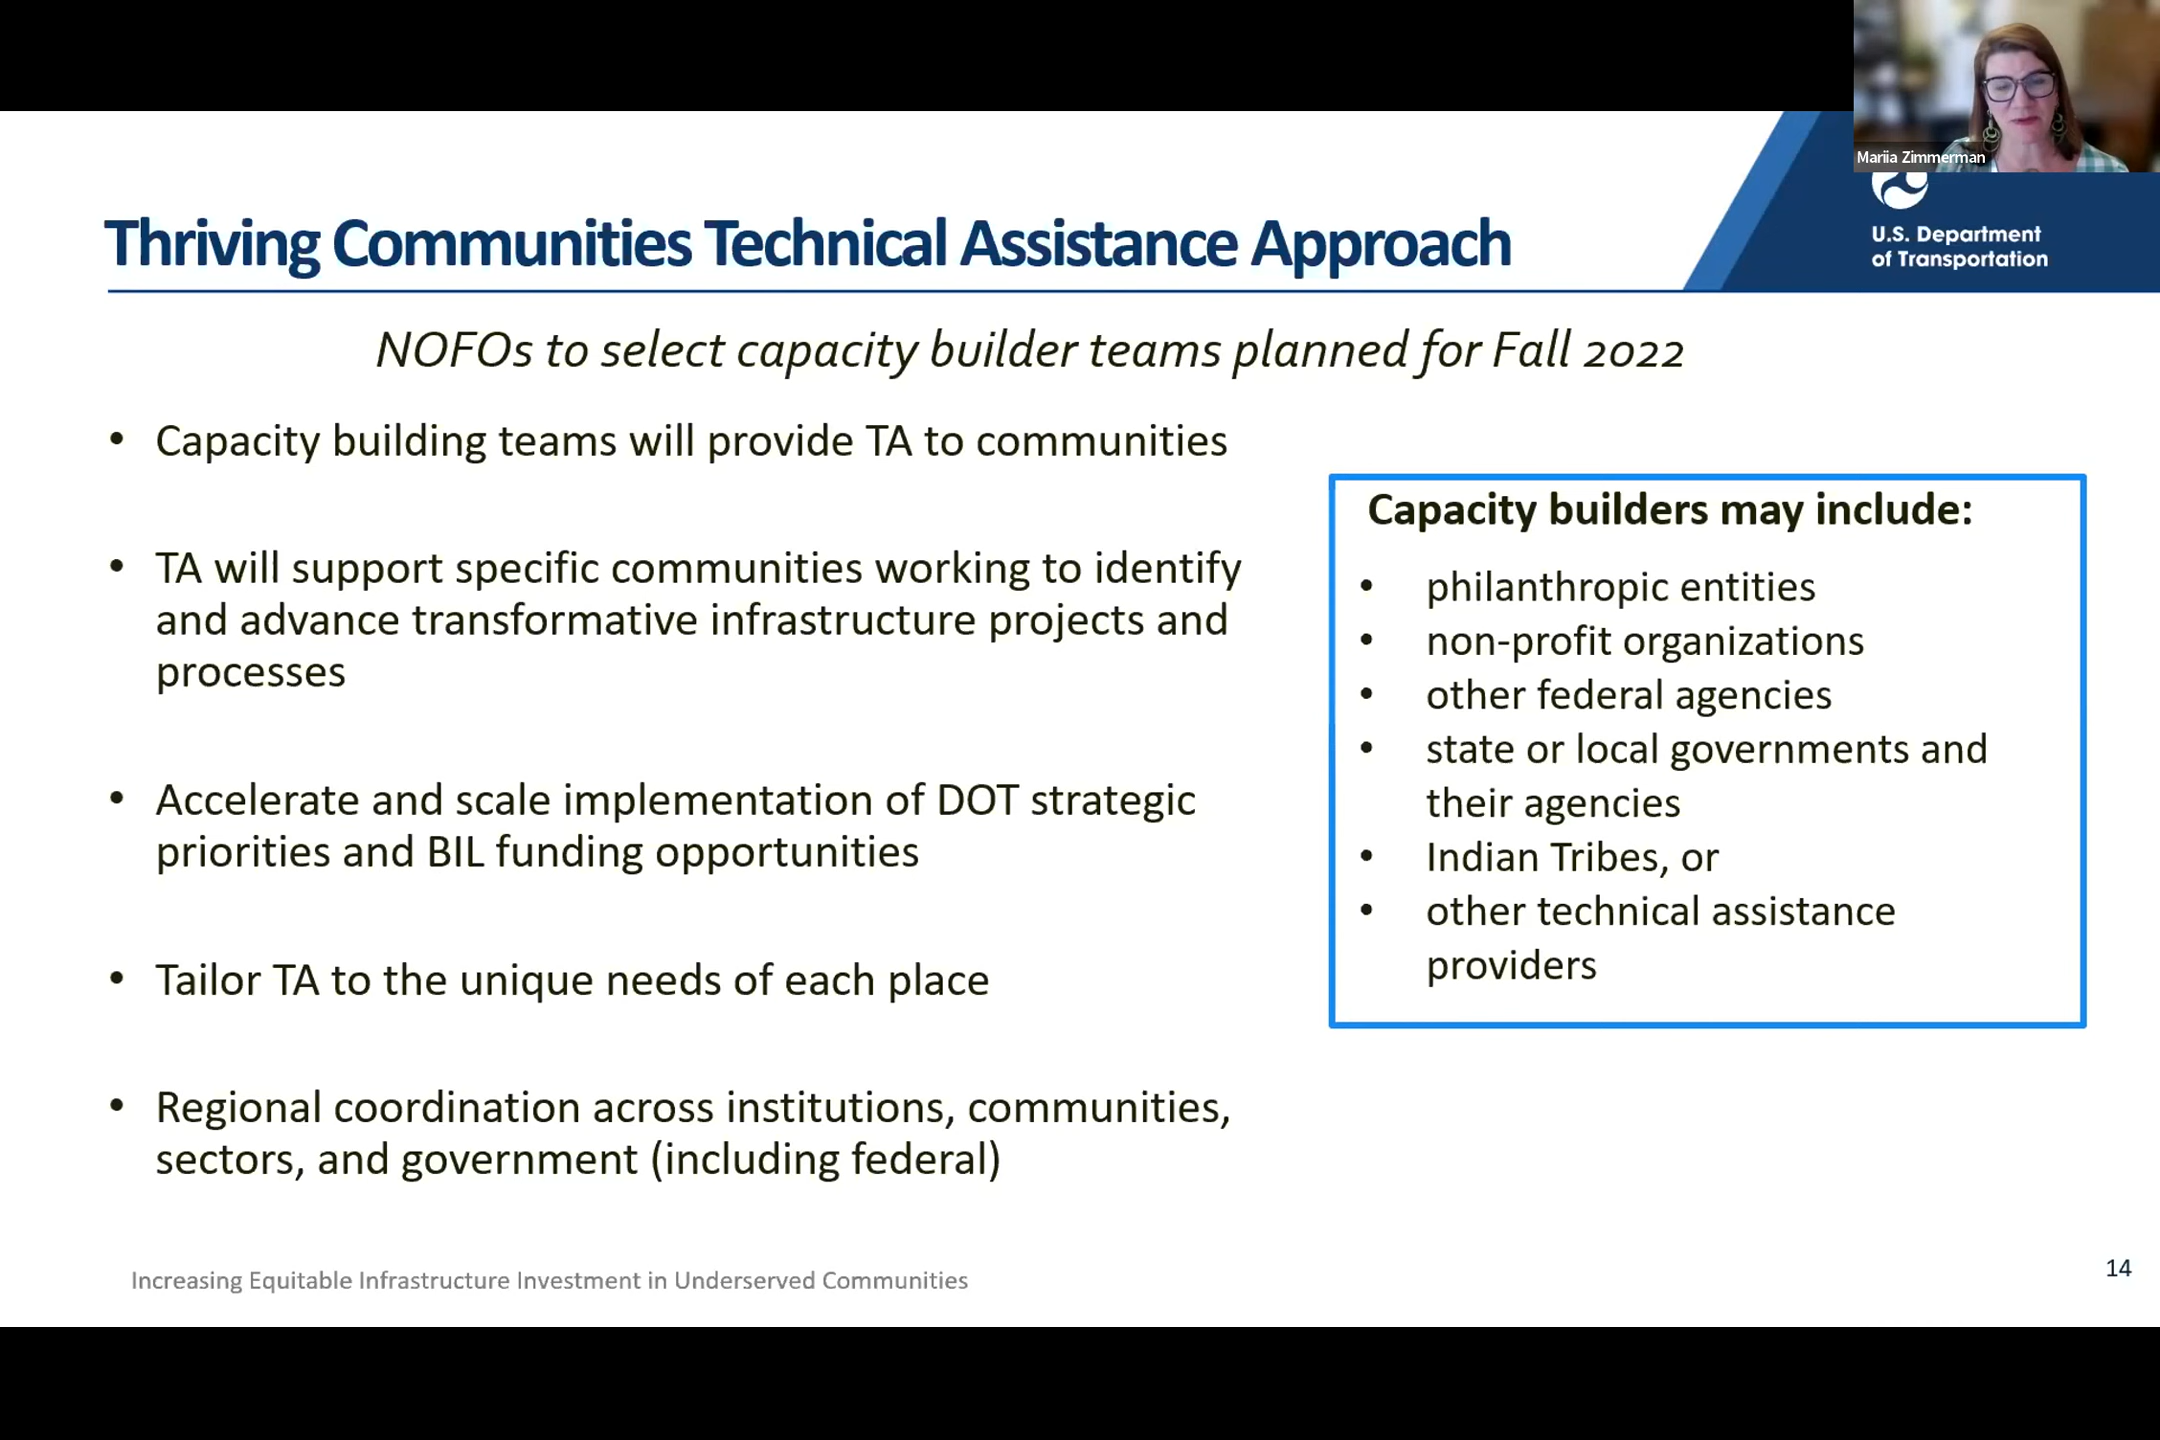 Mariia Zimmerman
U.S. Department
of Transportation
Thriving Communities Technical Assistance Approach
NOFOs to select capacity builder teams planned for Fall 2022
• Capacity building teams will provide TA to communities
• TA will support specific communities working to identify
and advance transformative infrastructure projects and
processes
• Accelerate and scale implementation of DOT strategic
priorities and BIL funding opportunities
• Tailor TA to the unique needs of each place
• Regional coordination across institutions, communities,
sectors, and government (including federal)
Capacity builders may include:
• philanthropic entities
• non-profit organizations
• other federal agencies
• state or local governments and
their agencies
• Indian Tribes, or
• other technical assistance
providers
Increasing Equitable Infrastructure Investment in Underserved Communities
14